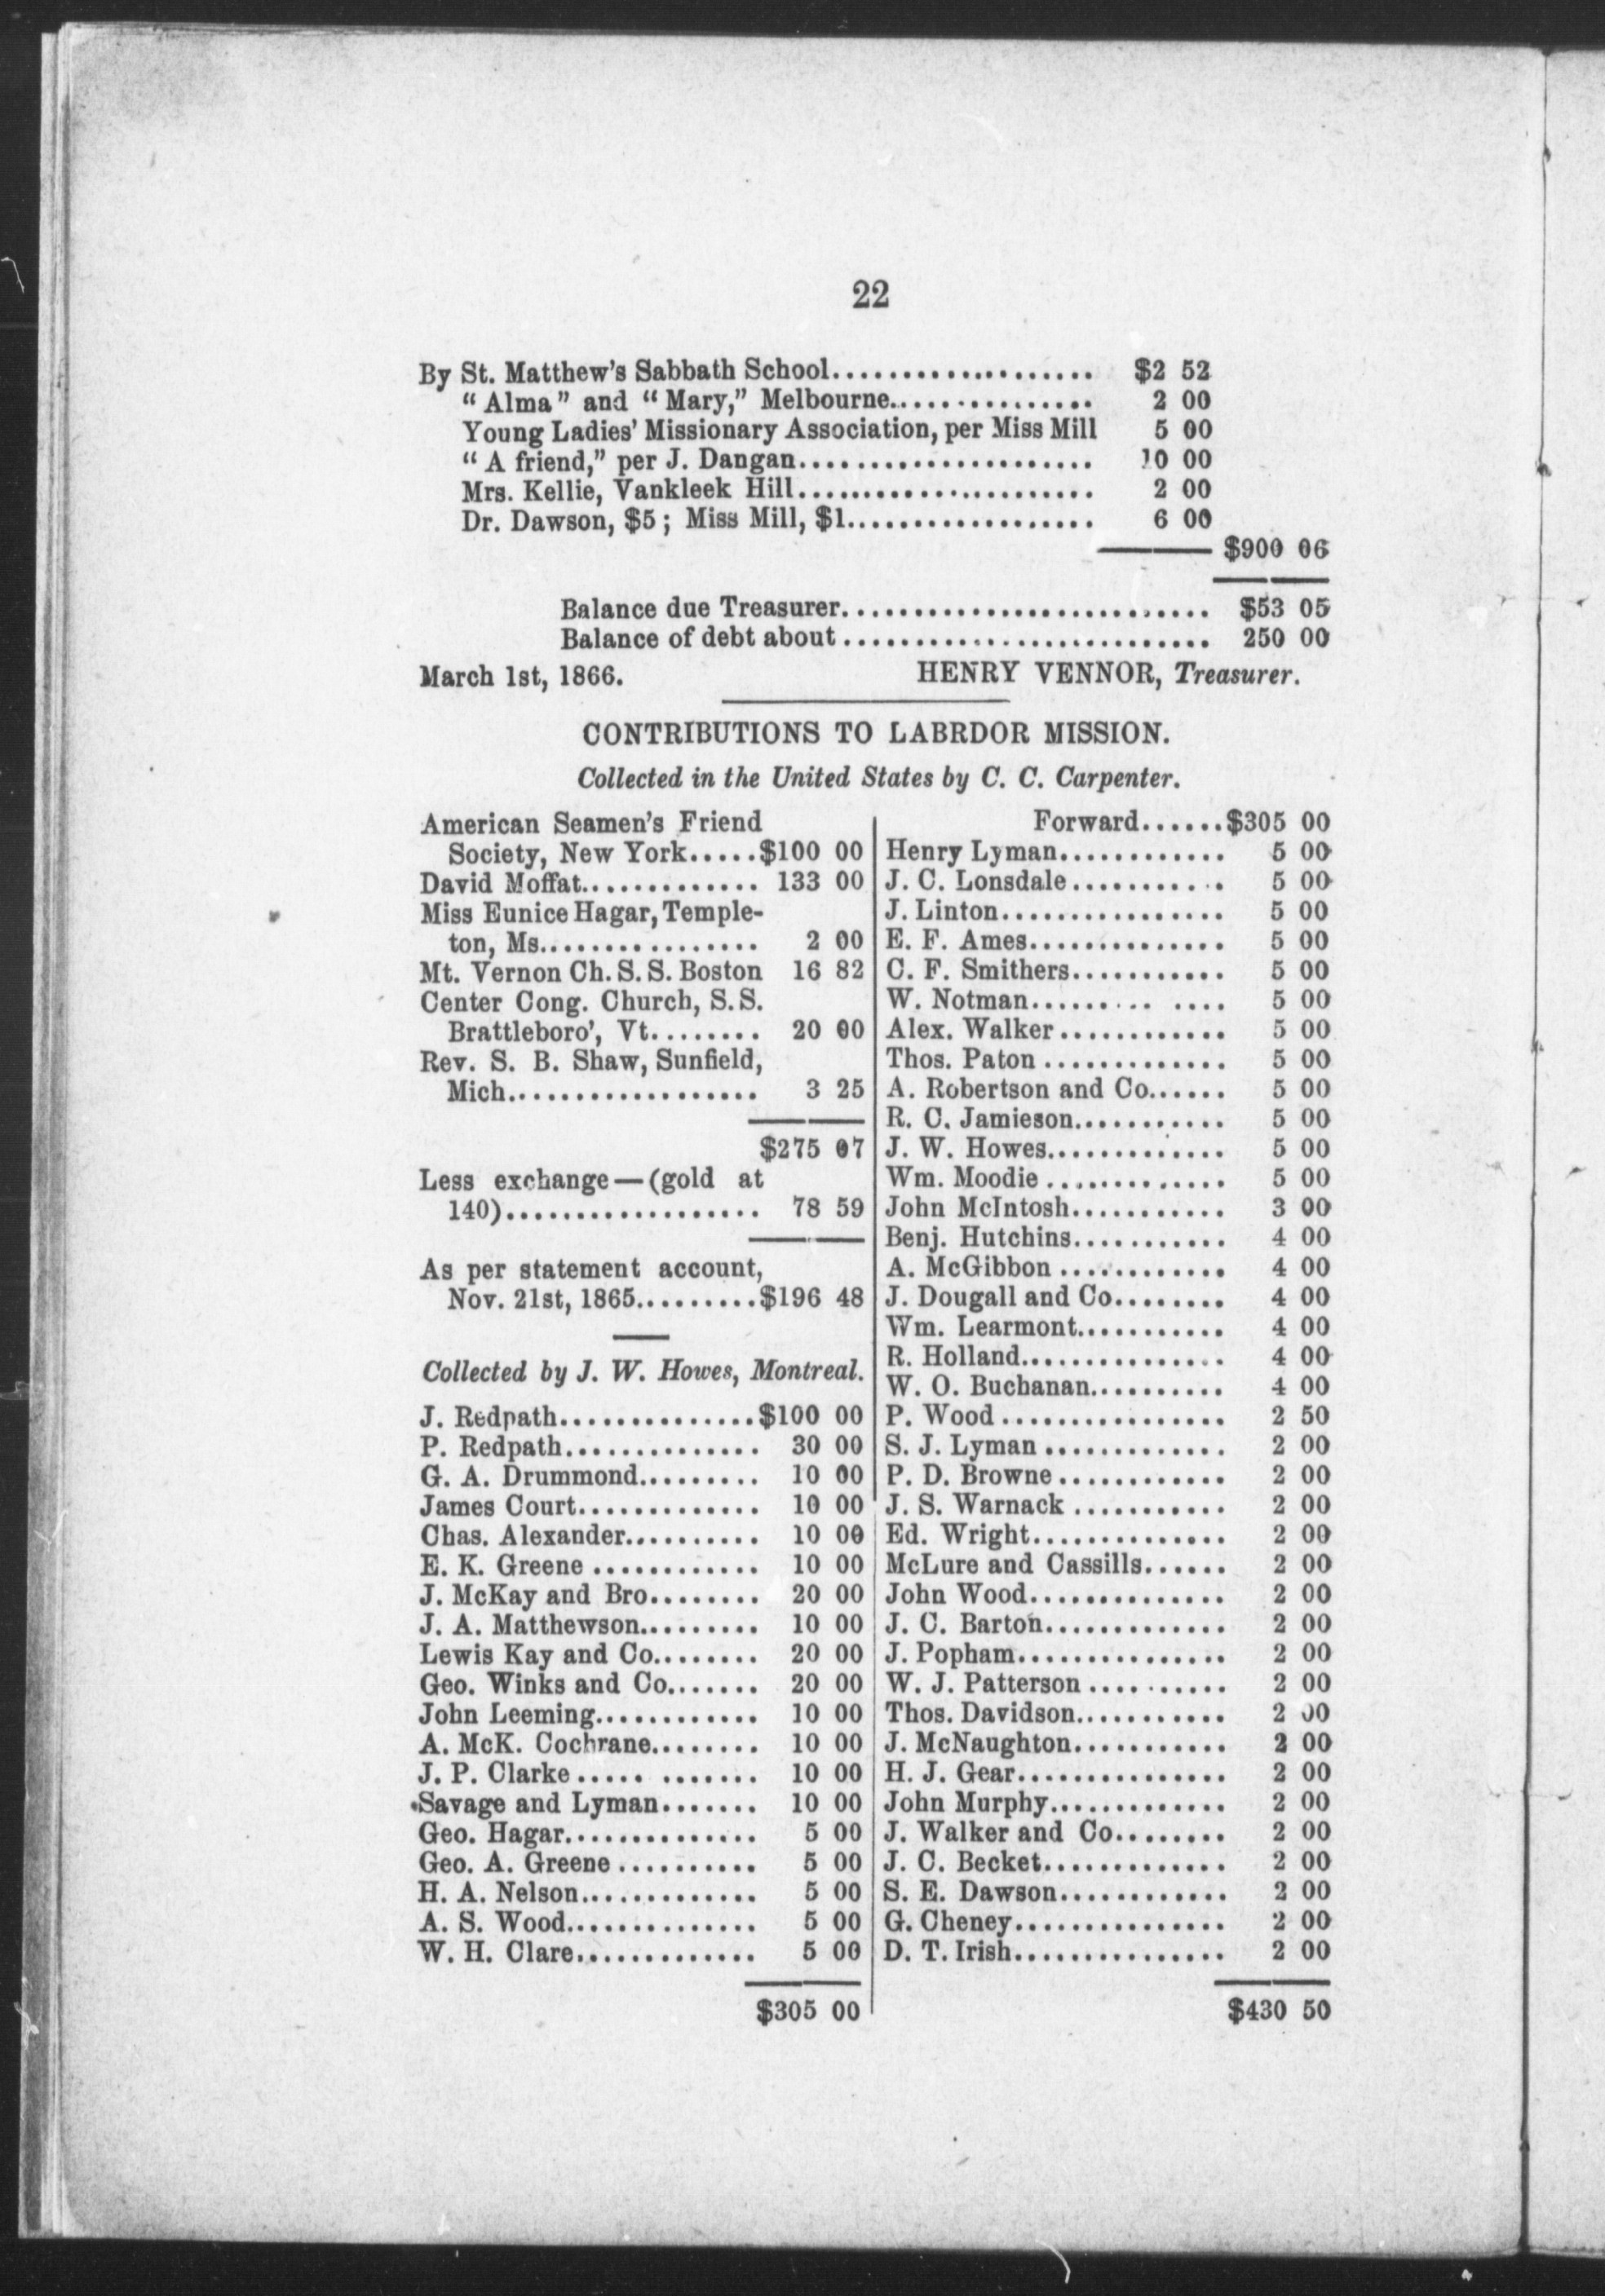 22
By St. Matthew's Sabbath School................... $2 52
“ Alma” and “ Mary,” Melbourne............... 2 00
Young Ladies' Missionary Association, per Miss Mill 5 00
“ A friend,” per J. Dangan..................... 10 00
Mrs. Kellie, Vankleek Hill..................... 2 00
Dr. Dawson, $5 ; Miss Mill, $1.................. 6 00
$900 06
Balance due Treasurer.......................... $53 05
Balance of debt about.......................... 250 00
March 1st, 1866. HENRY VENNOR, Treasurer.
CONTRIBUTIONS TO LABRDOR MISSION.
Collected in the United States by C. C. Carpenter.
American Seamen's Friend
Society, New York.....$100 00
David Moffat............. 133 00
Miss Eunice Hagar, Temple-
ton, Ms................ 2 00
Mt. Vernon Ch. S. S. Boston 16 82
Center Cong. Church, S. S.
Brattleboro', Vt........ 20 00
Rev. S. B. Shaw, Sunfield,
Mich.................. 3 25
$275 07
Less exchange—(gold at
140).................. 78 59
As per statement account,
Nov. 21st, 1865.........$196 48
Collected by J. W. Howes, Montreal.
J. Redpath..............$100 00
P. Redpath.............. 30 00
G. A. Drummond......... 10 00
James Court............. 10 00
Chas. Alexander.......... 10 00
E. K. Greene ............ 10 00
J. McKay and Bro........ 20 00
J. A. Matthewson......... 10 00
Lewis Kay and Co........ 20 00
Geo. Winks and Co....... 20 00
John Leeming............ 10 00
A. McK. Cochrane........ 10 00
J. P. Clarke ..... ....... 10 00
Savage and Lyman....... 10 00
Geo. Hagar.............. 5 00
Geo. A. Greene .......... 5 00
H. A. Nelson............. 5 00
A. S. Wood.............. 5 00
W. H. Clare............. 5 00
$305 00
Forward......$305 00
Henry Lyman............ 5 00
J. C. Lonsdale........... 5 00
J. Linton................ 5 00
E. F. Ames.............. 5 00
C. F. Smithers........... 5 00
W. Notman......... .... 5 00
Alex. Walker ............ 5 00
Thos. Paton ............. 5 00
A. Robertson and Co...... 5 00
R. C. Jamieson........... 5 00
J. W. Howes............. 5 00
Wm. Moodie ............. 5 00
John McIntosh........... 3 00
Benj. Hutchins........... 4 00
A. McGibbon ............ 4 00
J. Dougall and Co........ 4 00
Wm. Learmont........... 4 00
R. Holland............... 4 00
W. O. Buchanan.......... 4 00
P. Wood ................ 2 50
S. J. Lyman ............. 2 00
P. D. Browne ............ 2 00
J. S. Warnack ........... 2 00
Ed. Wright.............. 2 00
McLure and Cassills...... 2 00
John Wood.............. 2 00
J. C. Barton............. 2 00
J. Popham............... 2 00
W. J. Patterson .......... 2 00
Thos. Davidson........... 2 00
J. McNaughton........... 2 00
H. J. Gear............... 2 00
John Murphy............. 2 00
J. Walker and Co........ 2 00
J. C. Becket............. 2 00
S. E. Dawson............ 2 00
G. Cheney............... 2 00
D. T. Irish............... 2 00
$430 50